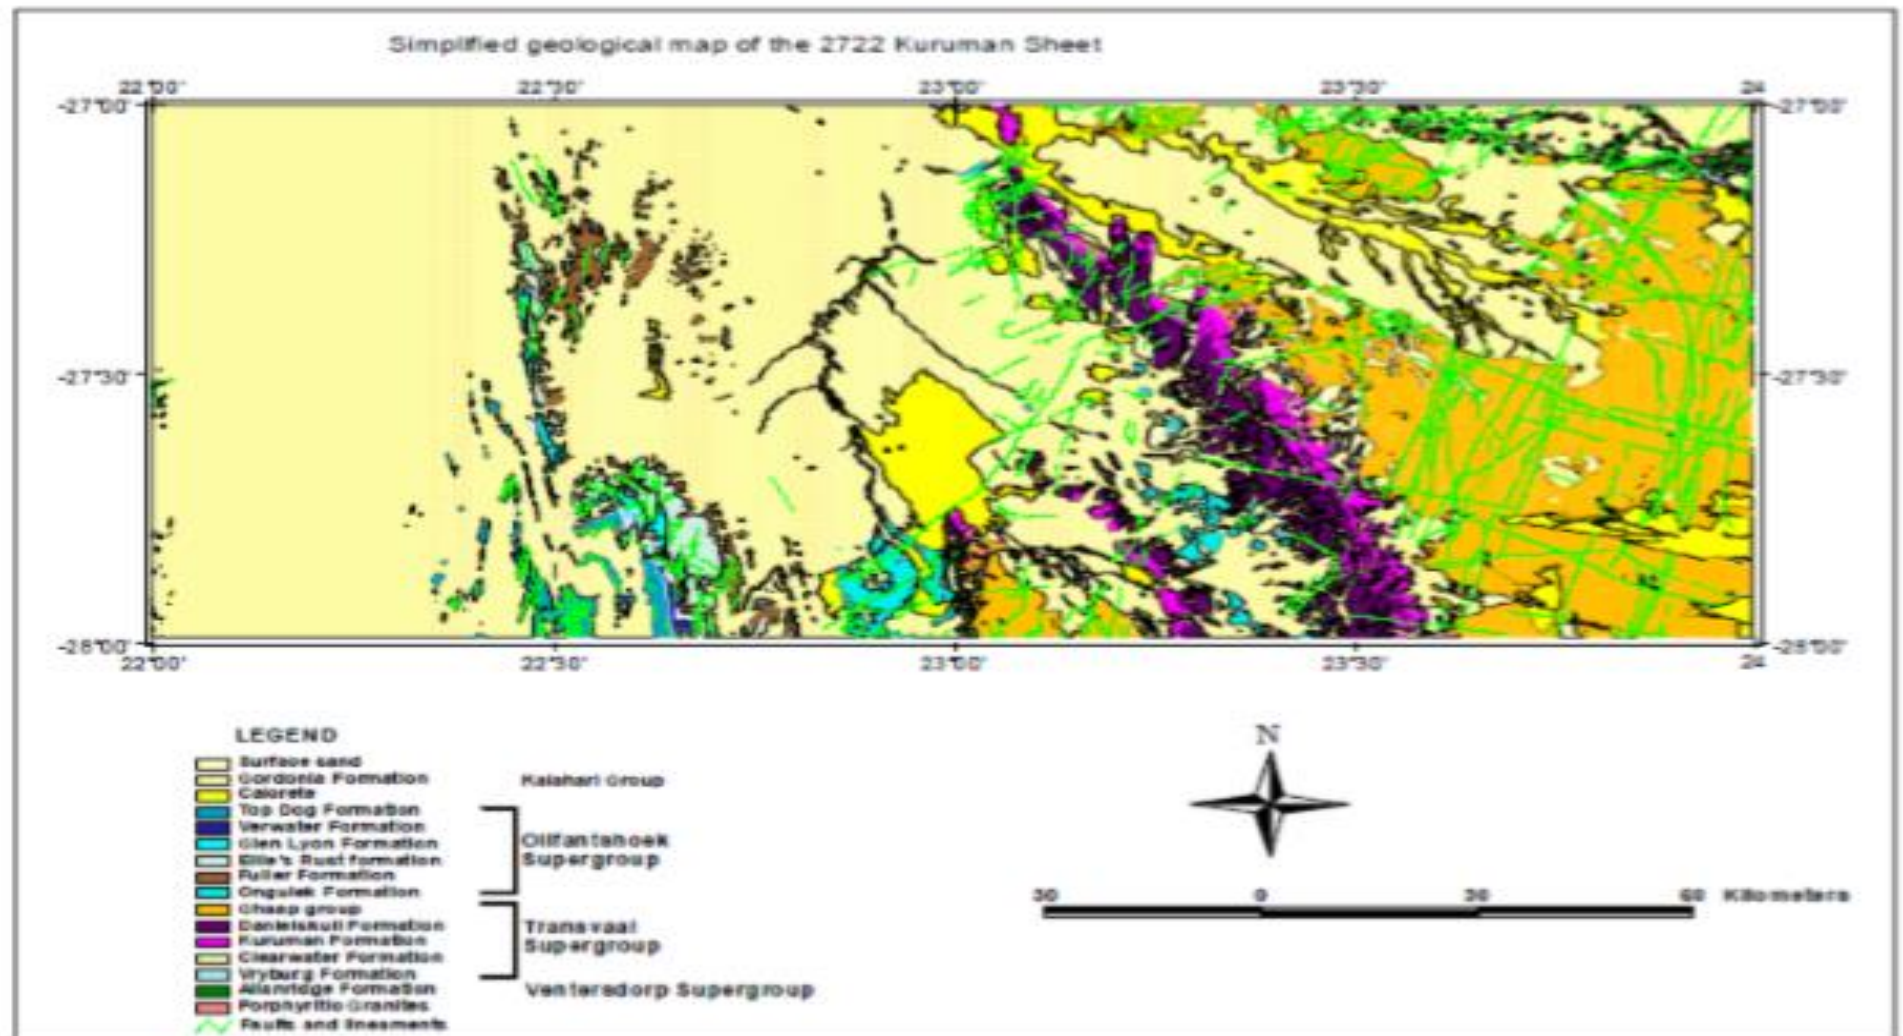 Simplified geological map of the 2722 Kuruman Sheet
22°00' 22°30' 23°00' 23°30' 24
-27°00' -27°00'
-27°30' -27°30'
-28°00' -28°00'
22°00' 22°30' 23°00' 23°30' 24
LEGEND
Surface sand
Gordonia Formation
Calcrete
Top Dog Formation
Verwater Formation
Glen Lyon Formation
Ellie's Rust formation
Fuller Formation
Ongulek Formation
Ghaap group
Danielskuil Formation
Kuruman Formation
Clearwater Formation
Vryburg Formation
Allanridge Formation
Porphyritic Granites
Faults and lineaments
Kalahari Group
Olifantshoek
Supergroup
Transvaal
Supergroup
Ventersdorp Supergroup
N
30 0 30 60 Kilometers